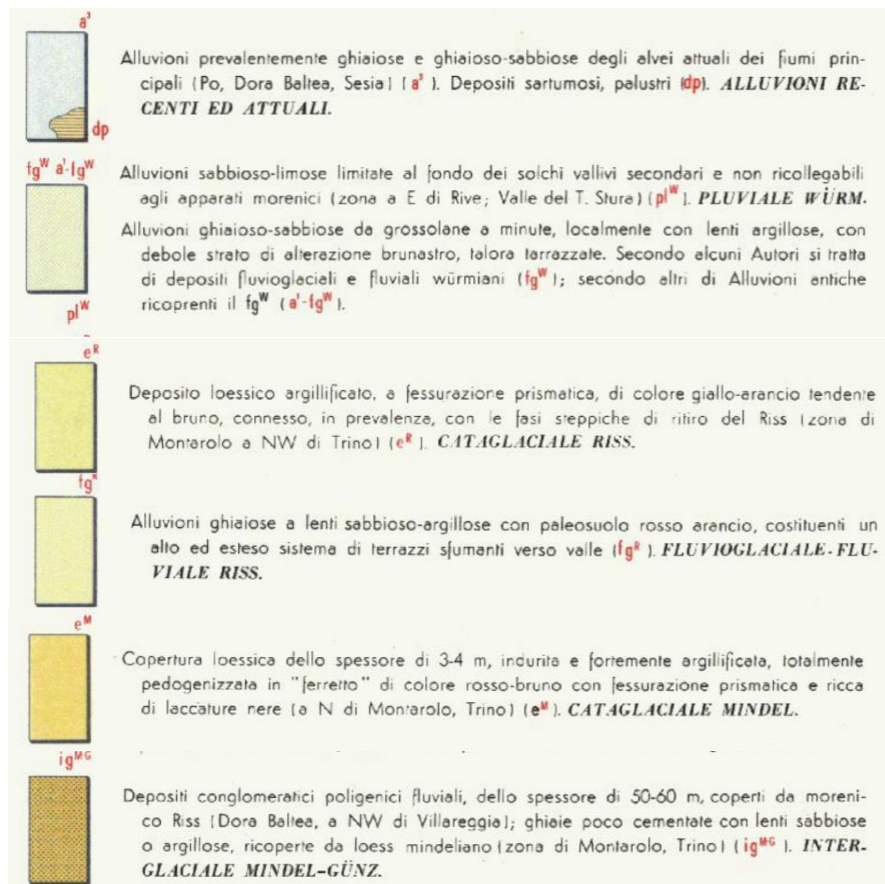 a³
Alluvioni prevalentemente ghiaiose e ghiaioso-sabbiose degli alvei attuali dei fiumi prin-
cipali (Po, Dora Baltea, Sesia) (a³). Depositi sartumosi, palustri (dp). ALLUVIONI RE-
CENTI ED ATTUALI.
dp
fgᵂ a¹-fgᵂ
Alluvioni sabbioso-limose limitate al fondo dei solchi vallivi secondari e non ricollegabili
agli apparati morenici (zona a E di Rive; Valle del T. Stura) (plᵂ). PLUVIALE WÜRM.
Alluvioni ghiaioso-sabbiose da grossolane a minute, localmente con lenti argillose, con
debole strato di alterazione brunastro, talora tarrazzate. Secondo alcuni Autori si tratta
di depositi fluvioglaciali e fluviali würmiani (fgᵂ); secondo altri di Alluvioni antiche
ricoprenti il fgᵂ (a¹-fgᵂ).
plᵂ
eᴿ
Deposito loessico argillificato, a fessurazione prismatica, di colore giallo-arancio tendente
al bruno, connesso, in prevalenza, con le fasi steppiche di ritiro del Riss (zona di
Montarolo a NW di Trino) (eᴿ). CATAGLACIALE RISS.
fgᴿ
Alluvioni ghiaiose a lenti sabbioso-argillose con paleosuolo rosso arancio, costituenti un
alto ed esteso sistema di terrazzi sfumanti verso valle (fgᴿ). FLUVIOGLACIALE-FLU-
VIALE RISS.
eᴹ
Copertura loessica dello spessore di 3-4 m, indurita e fortemente argillificata, totalmente
pedogenizzata in "ferretto" di colore rosso-bruno con fessurazione prismatica e ricca
di laccature nere (a N di Montarolo, Trino) (eᴹ). CATAGLACIALE MINDEL.
igᴹᴳ
Depositi conglomeratici poligenici fluviali, dello spessore di 50-60 m, coperti da moreni-
co Riss (Dora Baltea, a NW di Villareggia); ghiaie poco cementate con lenti sabbiose
o argillose, ricoperte da loess mindeliano (zona di Montarolo, Trino) (igᴹᴳ). INTER-
GLACIALE MINDEL-GÜNZ.